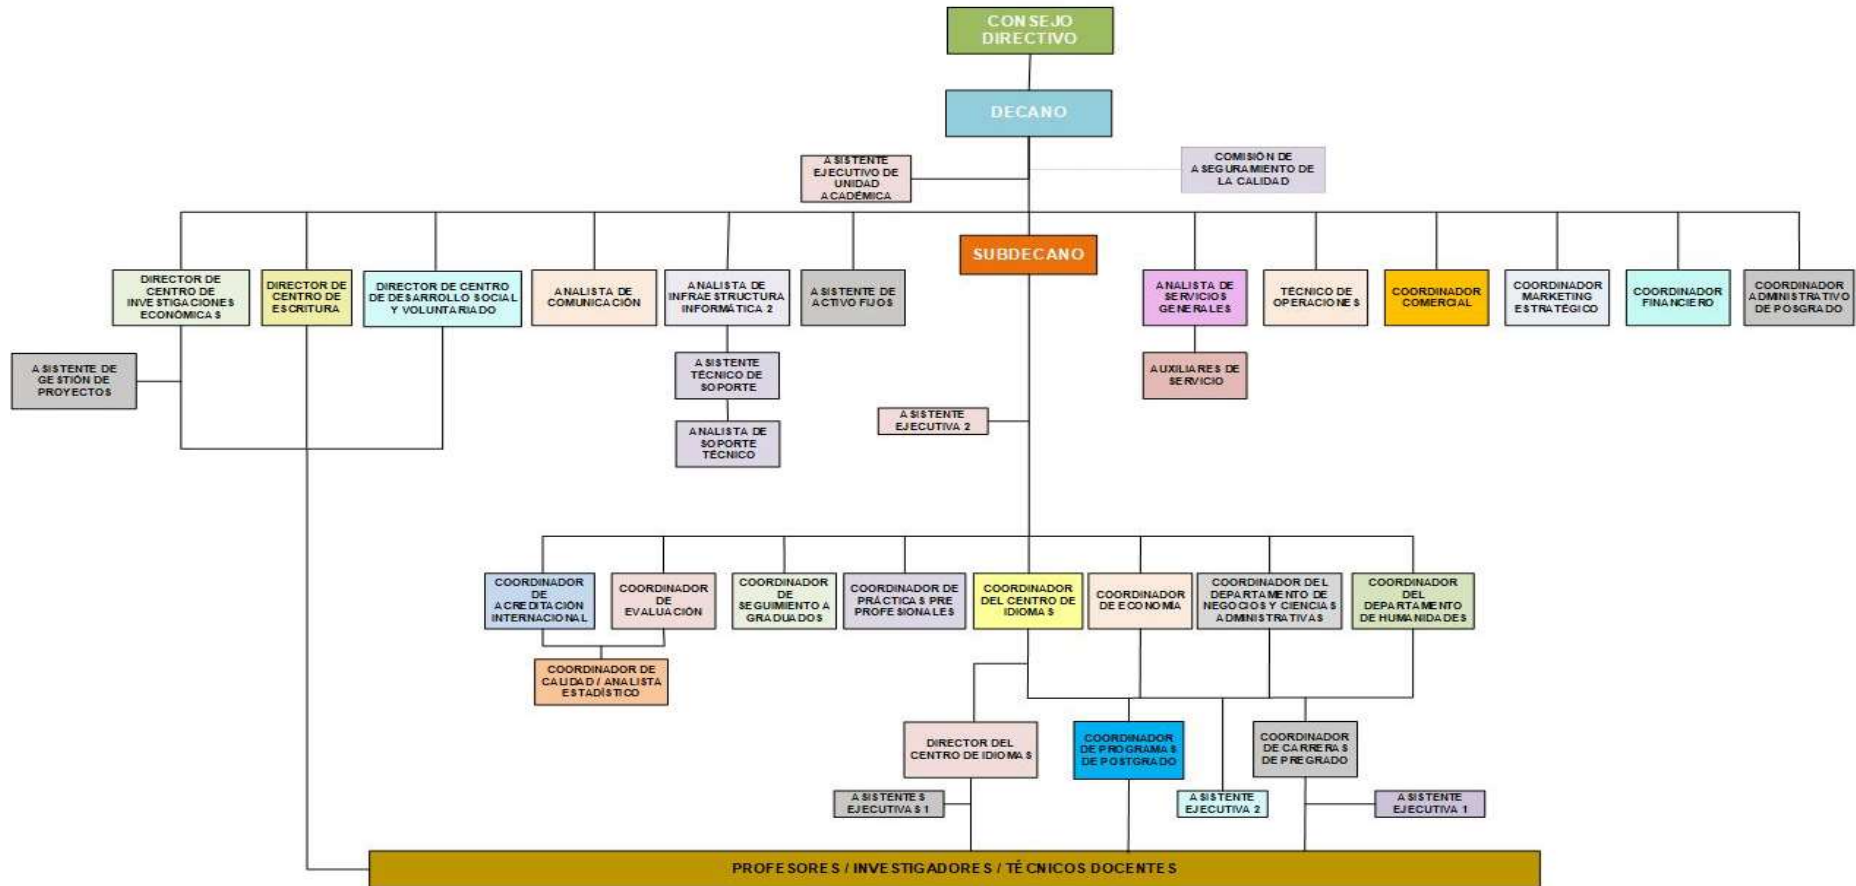 CONSEJO
DIRECTIVO
DECANO
ASISTENTE
EJECUTIVO DE
UNIDAD
ACADÉMICA
COMISIÓN DE
ASEGURAMIENTO DE
LA CALIDAD
SUBDECANO
DIRECTOR DE
CENTRO DE
INVESTIGACIONES
ECONÓMICAS
DIRECTOR DE
CENTRO DE
ESCRITURA
DIRECTOR DE CENTRO
DE DESARROLLO SOCIAL
Y VOLUNTARIADO
ANALISTA DE
COMUNICACIÓN
ANALISTA DE
INFRAESTRUCTURA
INFORMÁTICA 2
ASISTENTE DE
ACTIVO FIJOS
ANALISTA DE
SERVICIOS
GENERALES
TÉCNICO DE
OPERACIONES
COORDINADOR
COMERCIAL
COORDINADOR
MARKETING
ESTRATÉGICO
COORDINADOR
FINANCIERO
COORDINADOR
ADMINISTRATIVO
DE POSGRADO
ASISTENTE DE
GESTIÓN DE
PROYECTOS
ASISTENTE
TÉCNICO DE
SOPORTE
AUXILIARES DE
SERVICIO
ASISTENTE
EJECUTIVA 2
ANALISTA DE
SOPORTE
TÉCNICO
COORDINADOR
DE
ACREDITACIÓN
INTERNACIONAL
COORDINADOR
DE
EVALUACIÓN
COORDINADOR
DE
SEGUIMIENTO A
GRADUADOS
COORDINADOR DE
PRÁCTICAS PRE
PROFESIONALES
COORDINADOR
DEL CENTRO DE
IDIOMAS
COORDINADOR
DE ECONOMÍA
COORDINADOR DEL
DEPARTAMENTO DE
NEGOCIOS Y CIENCIAS
ADMINISTRATIVAS
COORDINADOR
DEL
DEPARTAMENTO
DE HUMANIDADES
COORDINADOR DE
CALIDAD / ANALISTA
ESTADÍSTICO
DIRECTOR DEL
CENTRO DE IDIOMAS
COORDINADOR
DE PROGRAMAS
DE POSTGRADO
COORDINADOR
DE CARRERAS
DE PREGRADO
ASISTENTES
EJECUTIVAS 1
ASISTENTE
EJECUTIVA 2
ASISTENTE
EJECUTIVA 1
PROFESORES / INVESTIGADORES / TÉCNICOS DOCENTES